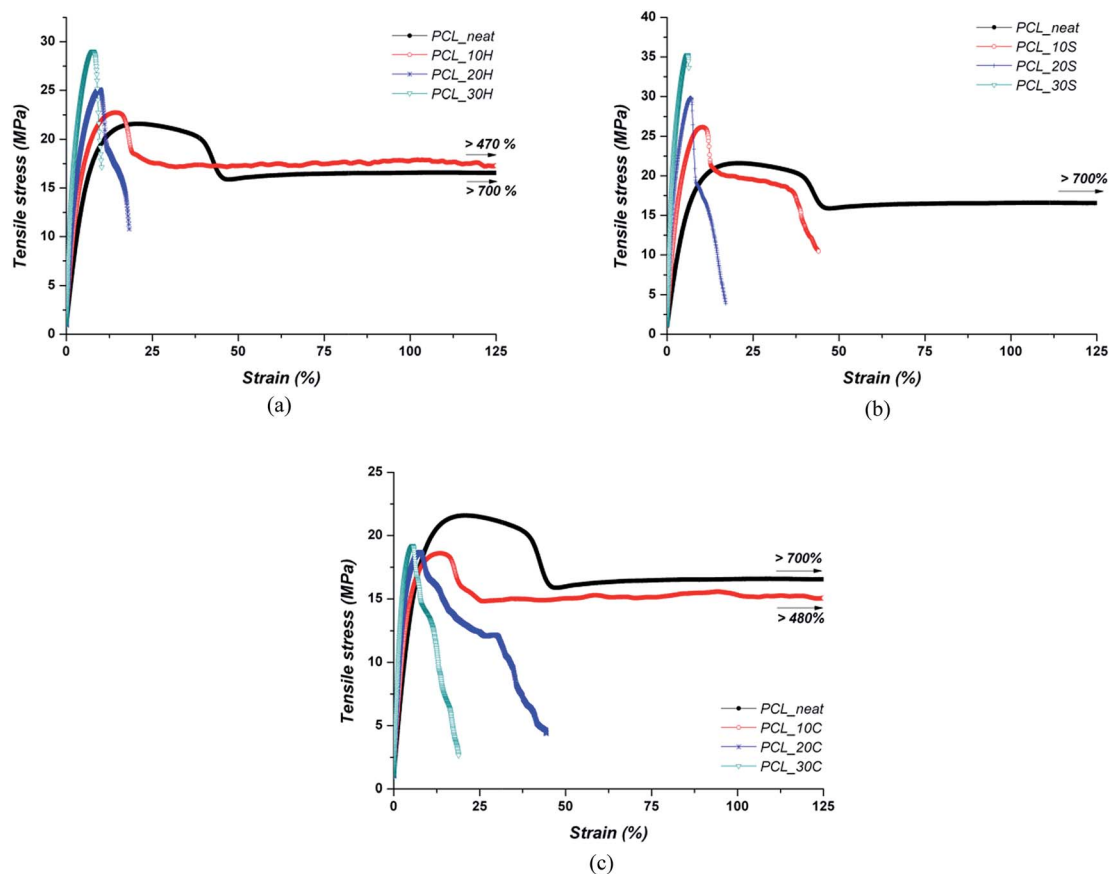 (a)
PCL_neat
PCL_10H
PCL_20H
PCL_30H
Tensile stress (MPa)
30
25
20
15
10
5
0
> 470 %
> 700 %
0 25 50 75 100 125
Strain (%)
(a)
PCL_neat
PCL_10S
PCL_20S
PCL_30S
Tensile stress (MPa)
40
35
30
25
20
15
10
5
0
> 700%
0 25 50 75 100 125
Strain (%)
(b)
Tensile stress (MPa)
25
20
15
10
5
0
> 700%
> 480%
PCL_neat
PCL_10C
PCL_20C
PCL_30C
0 25 50 75 100 125
Strain (%)
(c)